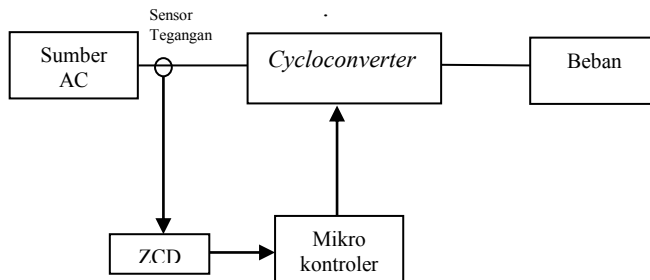 Sensor
Tegangan
Sumber
AC
Cycloconverter
Beban
ZCD
Mikro
kontroler